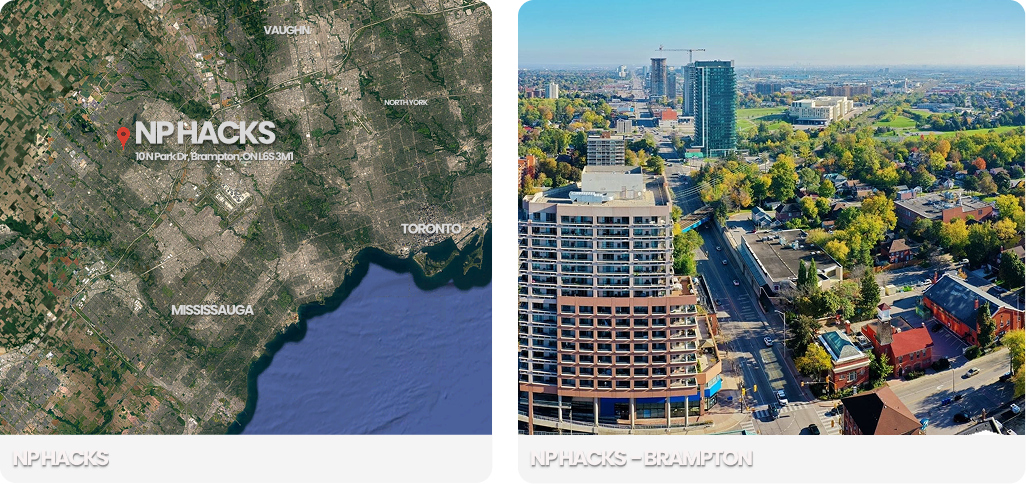 VAUGHN
NORTH YORK
NP HACKS
10 N Park Dr, Brampton, ON L6S 3M1
TORONTO
MISSISSAUGA
NP HACKS
NP HACKS – BRAMPTON